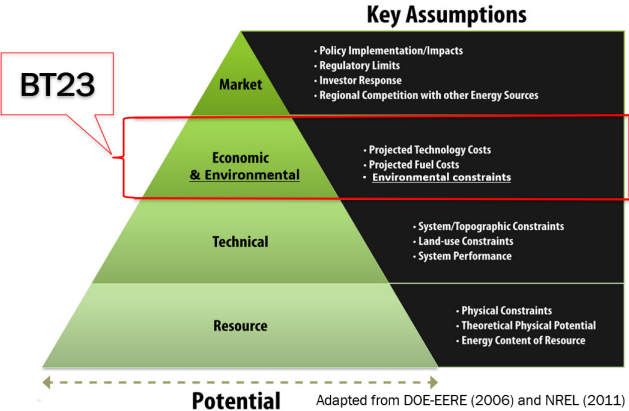 Key Assumptions
BT23
Market
• Policy Implementation/Impacts
• Regulatory Limits
• Investor Response
• Regional Competition with other Energy Sources
Economic
& Environmental
• Projected Technology Costs
• Projected Fuel Costs
• Environmental constraints
Technical
• System/Topographic Constraints
• Land-use Constraints
• System Performance
Resource
• Physical Constraints
• Theoretical Physical Potential
• Energy Content of Resource
Potential
Adapted from DOE-EERE (2006) and NREL (2011)